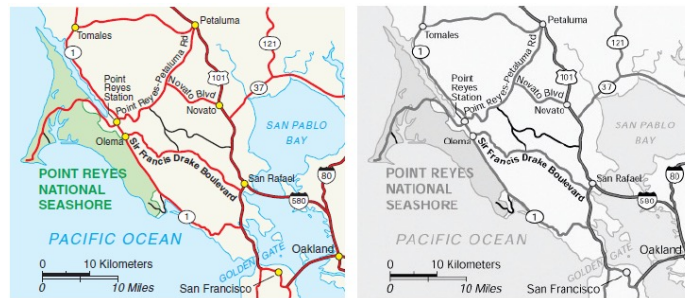 Petaluma
Tomales
121
1
Point Reyes-Petaluma Rd
101
37
Point
Reyes
Station
Novato Blvd
Novato
SAN PABLO
BAY
Olema
Sir Francis Drake Boulevard
POINT REYES
NATIONAL
SEASHORE
San Rafael
80
580
1
PACIFIC OCEAN
GOLDEN GATE
Oakland
0 10 Kilometers
0 10 Miles
San Francisco
Petaluma
Tomales
121
1
Point Reyes-Petaluma Rd
101
37
Point
Reyes
Station
Novato Blvd
Novato
SAN PABLO
BAY
Olema
Sir Francis Drake Boulevard
POINT REYES
NATIONAL
SEASHORE
San Rafael
80
580
1
PACIFIC OCEAN
GOLDEN GATE
Oakland
0 10 Kilometers
0 10 Miles
San Francisco